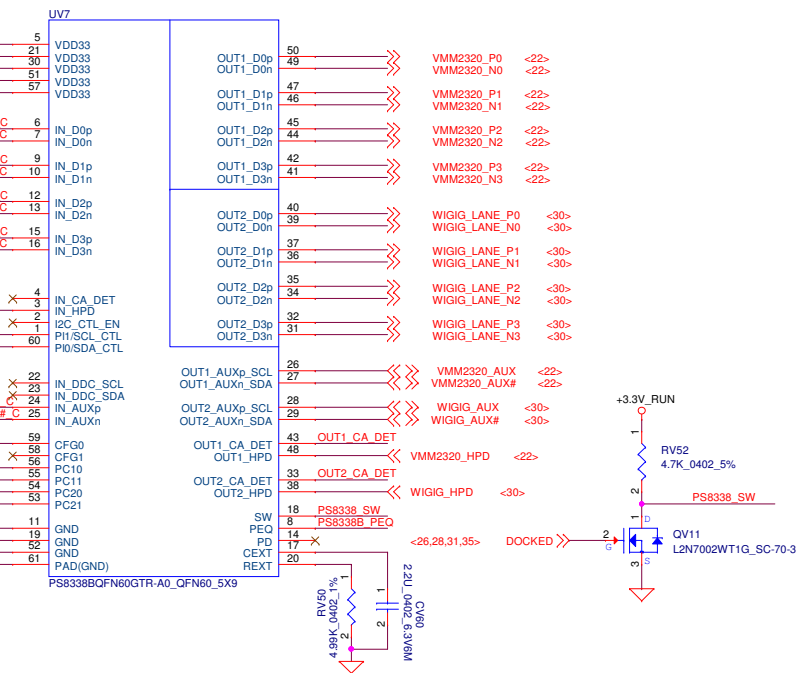 UV7
5 VDD33
21 VDD33
30 VDD33
51 VDD33
57 VDD33
C 6 IN_D0p
C 7 IN_D0n
C 9 IN_D1p
C 10 IN_D1n
C 12 IN_D2p
C 13 IN_D2n
C 15 IN_D3p
C 16 IN_D3n
4 IN_CA_DET
3 IN_HPD
2 I2C_CTL_EN
1 PI1/SCL_CTL
60 PI0/SDA_CTL
22 IN_DDC_SCL
23 IN_DDC_SDA
C 24 IN_AUXp
#_C 25 IN_AUXn
59 CFG0
58 CFG1
56 PC10
55 PC11
54 PC20
53 PC21
11 GND
19 GND
52 GND
61 PAD(GND)
OUT1_D0p 50 VMM2320_P0 <22>
OUT1_D0n 49 VMM2320_N0 <22>
OUT1_D1p 47 VMM2320_P1 <22>
OUT1_D1n 46 VMM2320_N1 <22>
OUT1_D2p 45 VMM2320_P2 <22>
OUT1_D2n 44 VMM2320_N2 <22>
OUT1_D3p 42 VMM2320_P3 <22>
OUT1_D3n 41 VMM2320_N3 <22>
OUT2_D0p 40 WIGIG_LANE_P0 <30>
OUT2_D0n 39 WIGIG_LANE_N0 <30>
OUT2_D1p 37 WIGIG_LANE_P1 <30>
OUT2_D1n 36 WIGIG_LANE_N1 <30>
OUT2_D2p 35 WIGIG_LANE_P2 <30>
OUT2_D2n 34 WIGIG_LANE_N2 <30>
OUT2_D3p 32 WIGIG_LANE_P3 <30>
OUT2_D3n 31 WIGIG_LANE_N3 <30>
OUT1_AUXp_SCL 26 VMM2320_AUX <22>
OUT1_AUXn_SDA 27 VMM2320_AUX# <22>
OUT2_AUXp_SCL 28 WIGIG_AUX <30>
OUT2_AUXn_SDA 29 WIGIG_AUX# <30>
OUT1_CA_DET 43 OUT1_CA_DET
OUT1_HPD 48 VMM2320_HPD <22>
OUT2_CA_DET 33 OUT2_CA_DET
OUT2_HPD 38 WIGIG_HPD <30>
SW 18 PS8338_SW
PEQ 8 PS8338B_PEQ
PD 14
CEXT 17
REXT 20
PS8338BQFN60GTR-A0_QFN60_5X9
1
2
RV50
4.99K_0402_1%
1
2
CV60
2.2U_0402_6.3V6M
+3.3V_RUN
1
2
RV52
4.7K_0402_5%
PS8338_SW
<26,28,31,35> DOCKED
2
G
1
D
3
S
QV11
L2N7002WT1G_SC-70-3